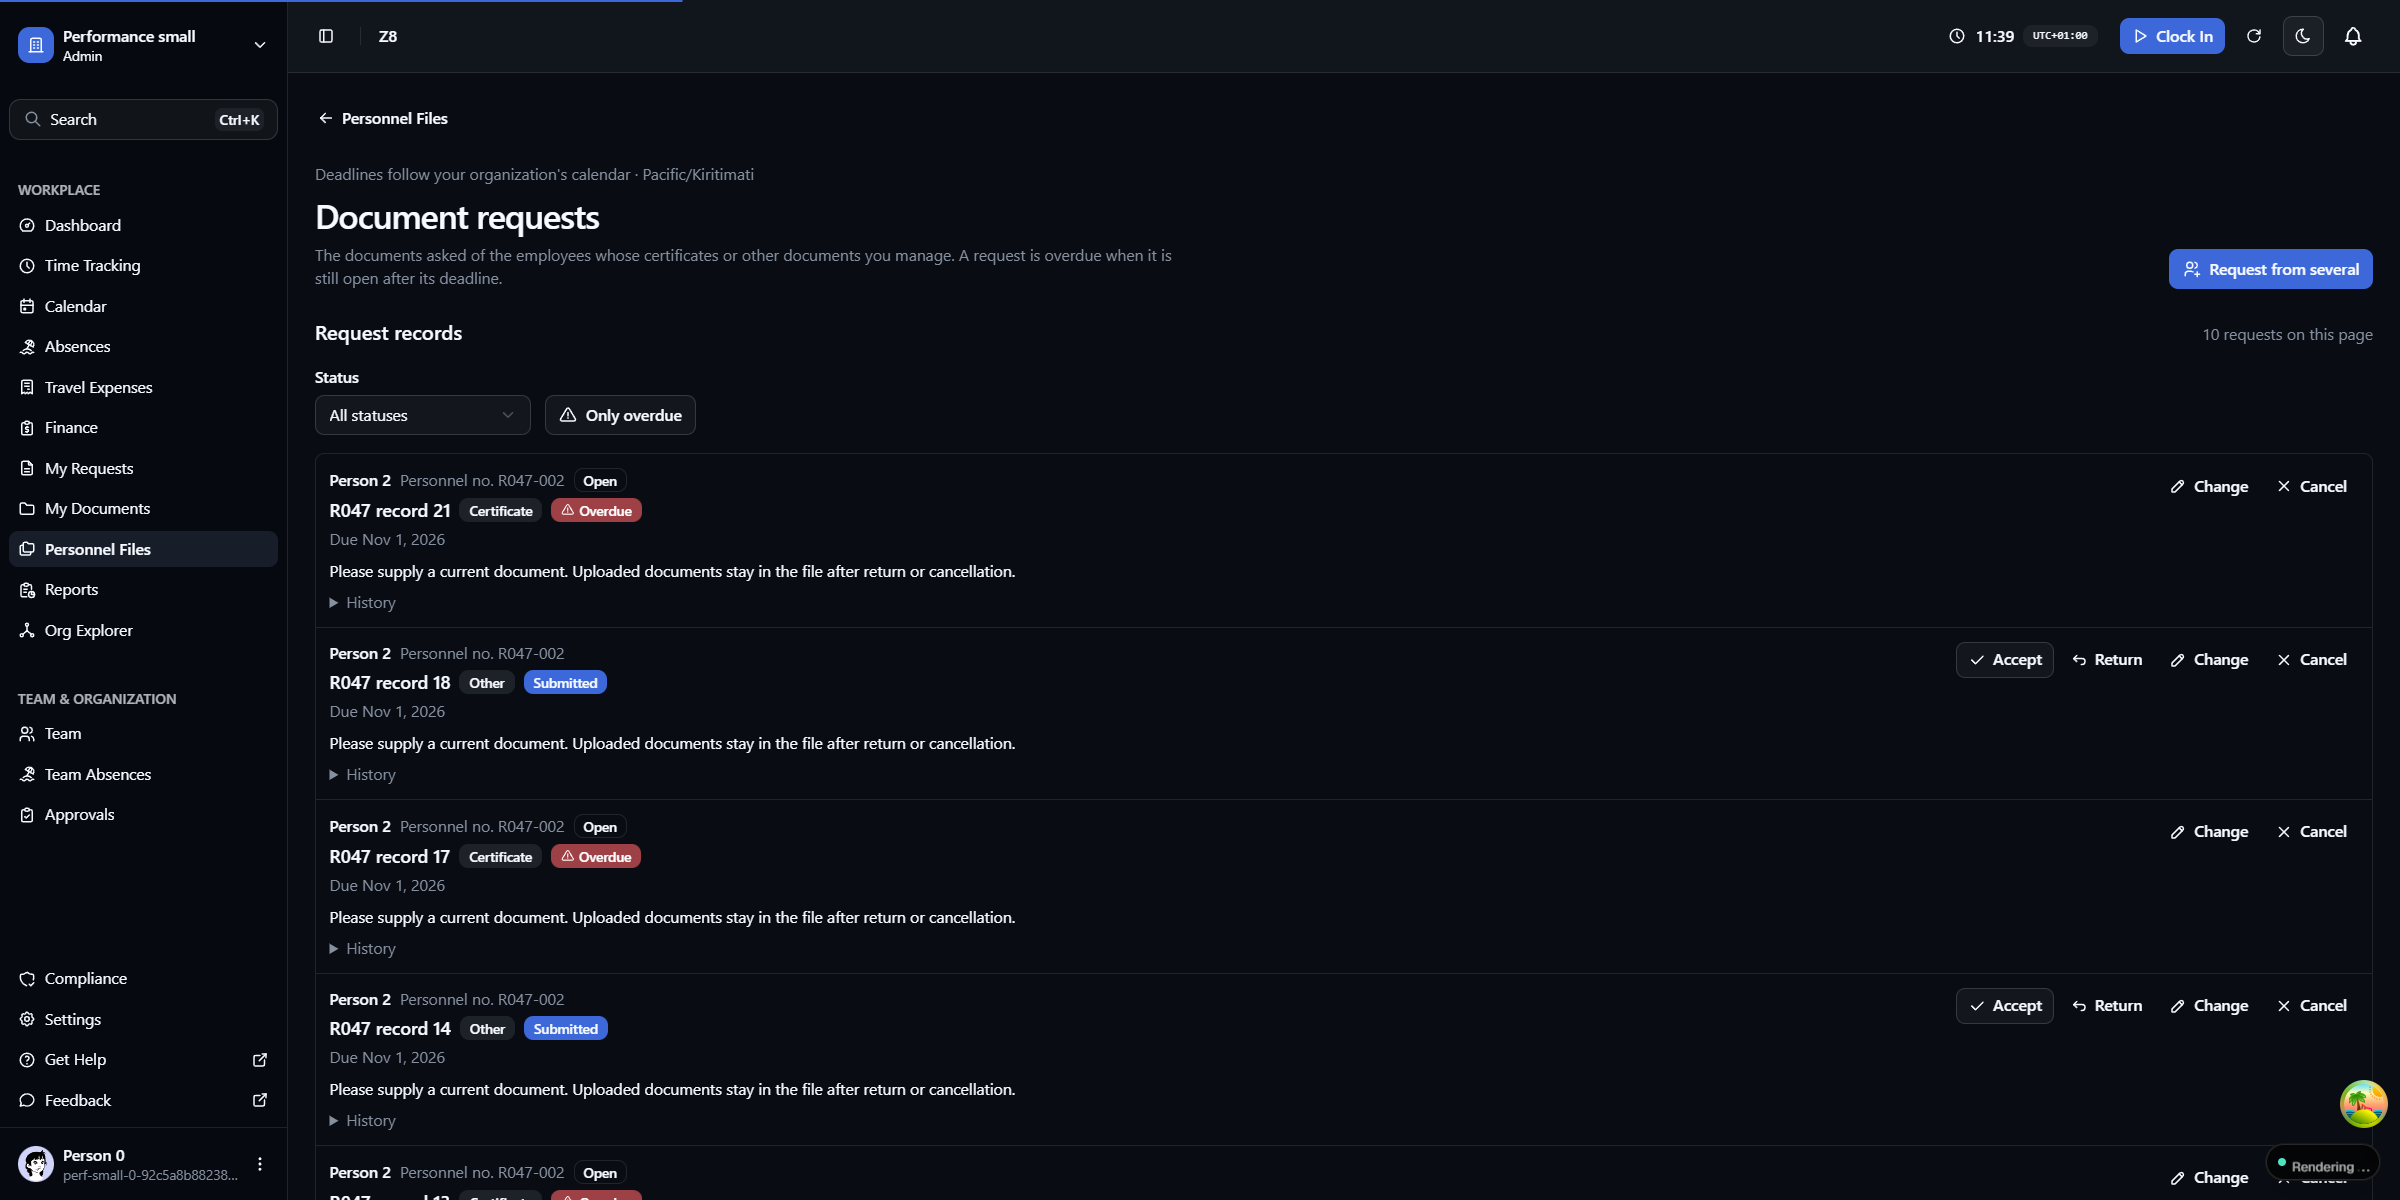 Performance small
Admin
Search
Ctrl+K
WORKPLACE
Dashboard
Time Tracking
Calendar
Absences
Travel Expenses
Finance
My Requests
My Documents
Personnel Files
Reports
Org Explorer
TEAM & ORGANIZATION
Team
Team Absences
Approvals
Compliance
Settings
Get Help
Feedback
Person 0
perf-small-0-92c5a8b88238...
Z8
11:39 UTC+01:00
Clock In
Personnel Files
Deadlines follow your organization's calendar · Pacific/Kiritimati
Document requests
The documents asked of the employees whose certificates or other documents you manage. A request is overdue when it is
still open after its deadline.
Request from several
Request records
10 requests on this page
Status
All statuses
Only overdue
Person 2 Personnel no. R047-002 Open
Change Cancel
R047 record 21 Certificate Overdue
Due Nov 1, 2026
Please supply a current document. Uploaded documents stay in the file after return or cancellation.
History
Person 2 Personnel no. R047-002
Accept Return Change Cancel
R047 record 18 Other Submitted
Due Nov 1, 2026
Please supply a current document. Uploaded documents stay in the file after return or cancellation.
History
Person 2 Personnel no. R047-002 Open
Change Cancel
R047 record 17 Certificate Overdue
Due Nov 1, 2026
Please supply a current document. Uploaded documents stay in the file after return or cancellation.
History
Person 2 Personnel no. R047-002
Accept Return Change Cancel
R047 record 14 Other Submitted
Due Nov 1, 2026
Please supply a current document. Uploaded documents stay in the file after return or cancellation.
History
Person 2 Personnel no. R047-002 Open
Change
Rendering ...